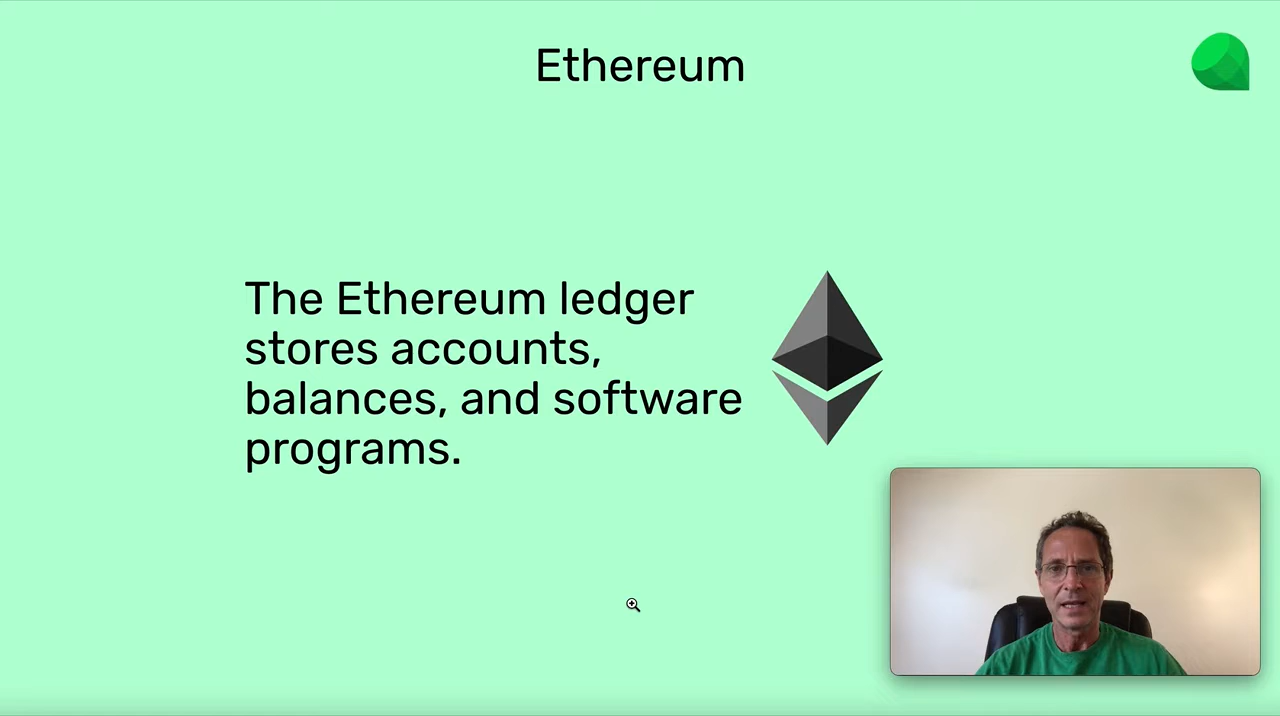 Ethereum
The Ethereum ledger
stores accounts,
balances, and software
programs.